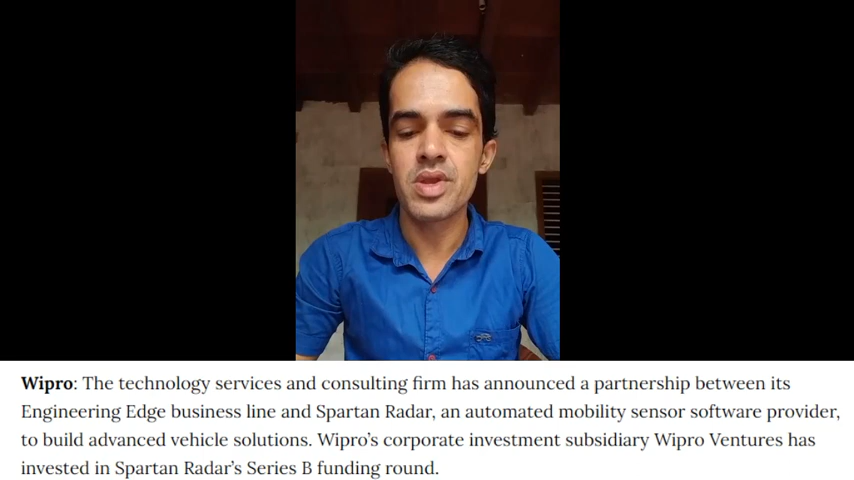 Wipro: The technology services and consulting firm has announced a partnership between its
Engineering Edge business line and Spartan Radar, an automated mobility sensor software provider,
to build advanced vehicle solutions. Wipro’s corporate investment subsidiary Wipro Ventures has
invested in Spartan Radar’s Series B funding round.